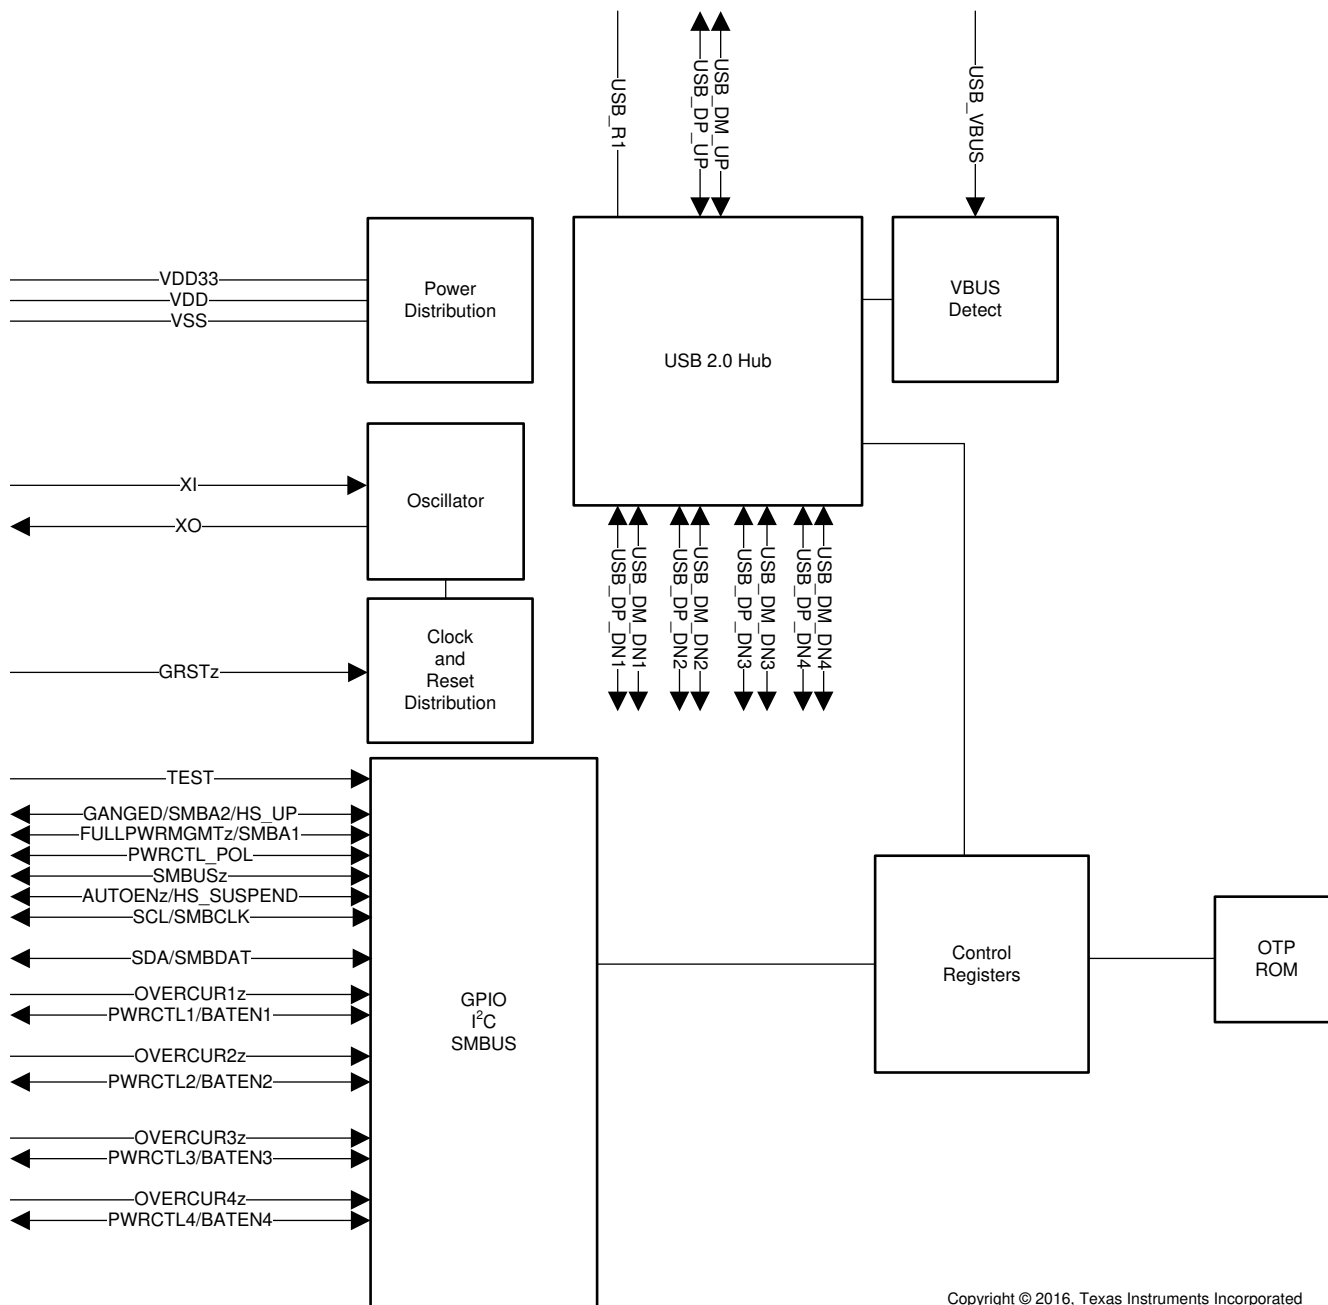 USB_R1
USB_DP_UP
USB_DM_UP
USB_VBUS
VDD33
VDD
VSS
Power
Distribution
USB 2.0 Hub
VBUS
Detect
XI
XO
Oscillator
USB_DP_DN1
USB_DM_DN1
USB_DP_DN2
USB_DM_DN2
USB_DP_DN3
USB_DM_DN3
USB_DP_DN4
USB_DM_DN4
GRSTz
Clock
and
Reset
Distribution
TEST
GANGED/SMBA2/HS_UP
FULLPWRMGMTz/SMBA1
PWRCTL_POL
SMBUSz
AUTOENz/HS_SUSPEND
SCL/SMBCLK
SDA/SMBDAT
OVERCUR1z
PWRCTL1/BATEN1
OVERCUR2z
PWRCTL2/BATEN2
OVERCUR3z
PWRCTL3/BATEN3
OVERCUR4z
PWRCTL4/BATEN4
GPIO
I²C
SMBUS
Control
Registers
OTP
ROM
Copyright © 2016, Texas Instruments Incorporated